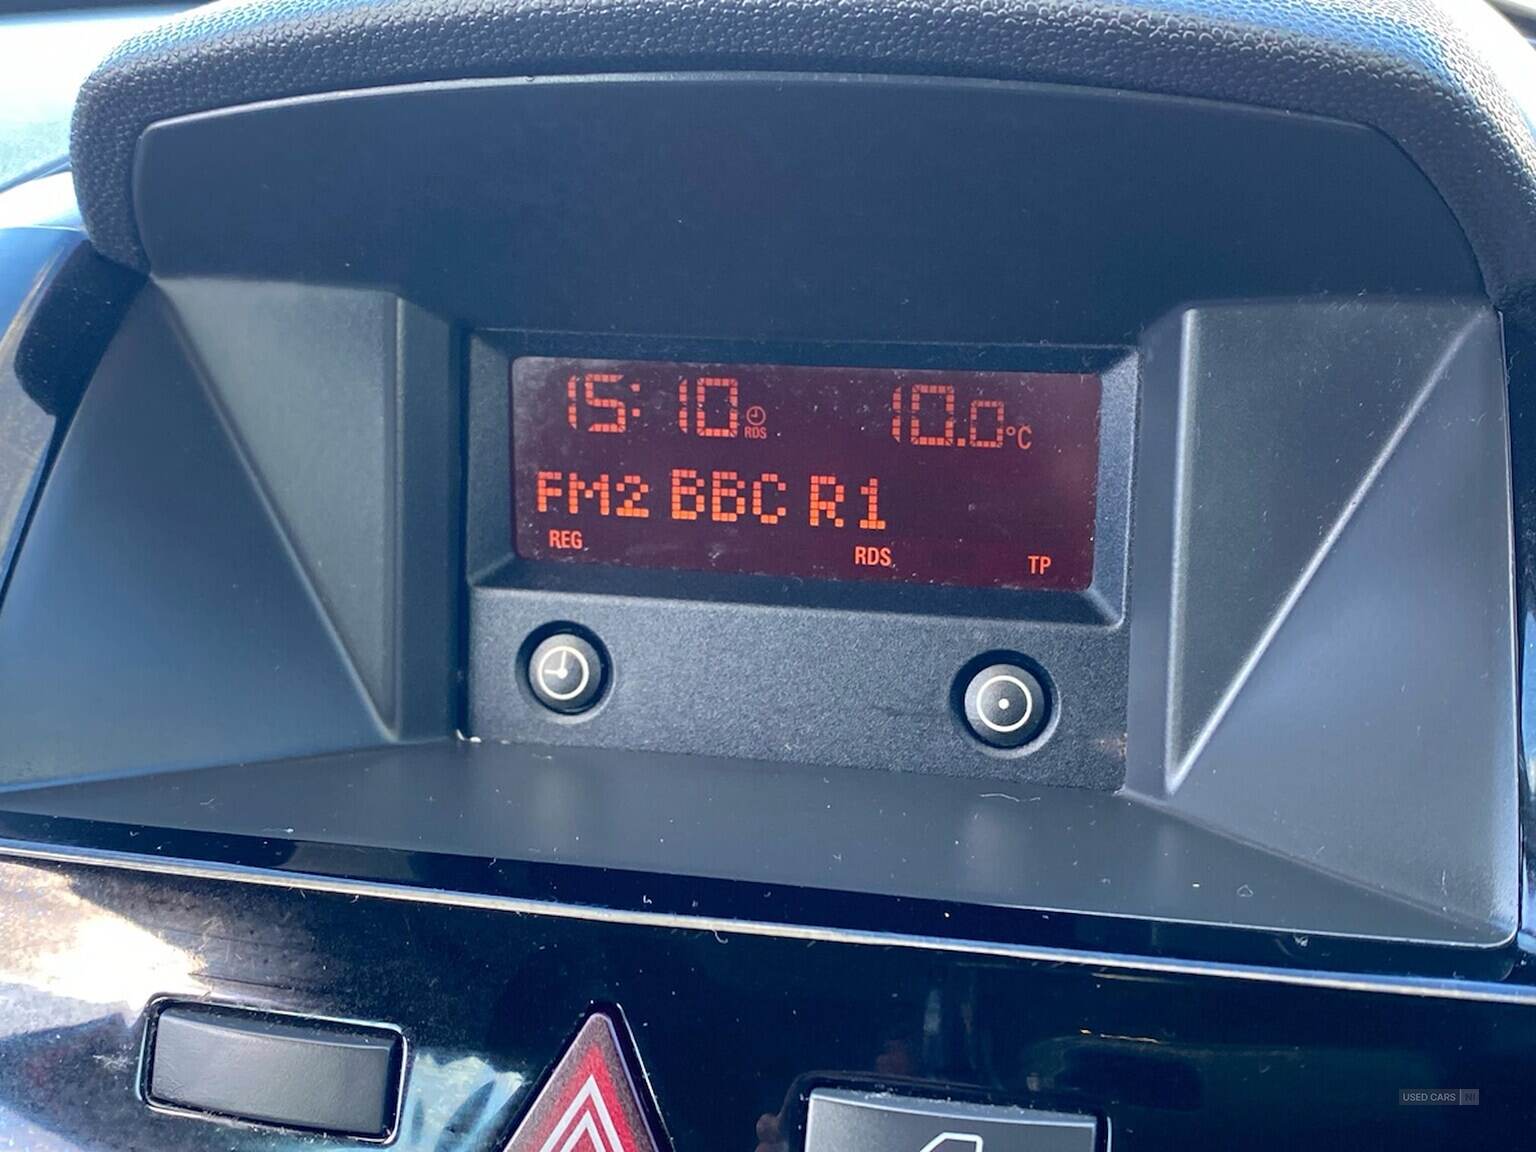 15:10 RDS 10.0°C
FM2 BBC R1
REG RDS TP
USED CARS NI